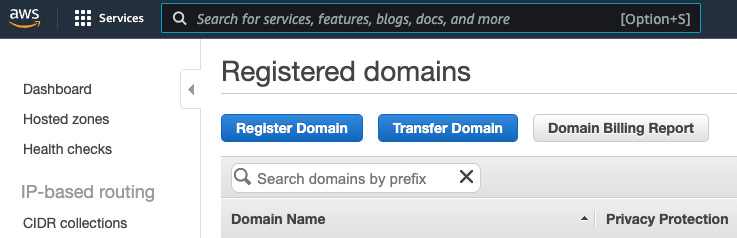 aws
Services
Search for services, features, blogs, docs, and more
[Option+S]
Dashboard
Hosted zones
Health checks
IP-based routing
CIDR collections
Registered domains
Register Domain
Transfer Domain
Domain Billing Report
Search domains by prefix
Domain Name
Privacy Protection